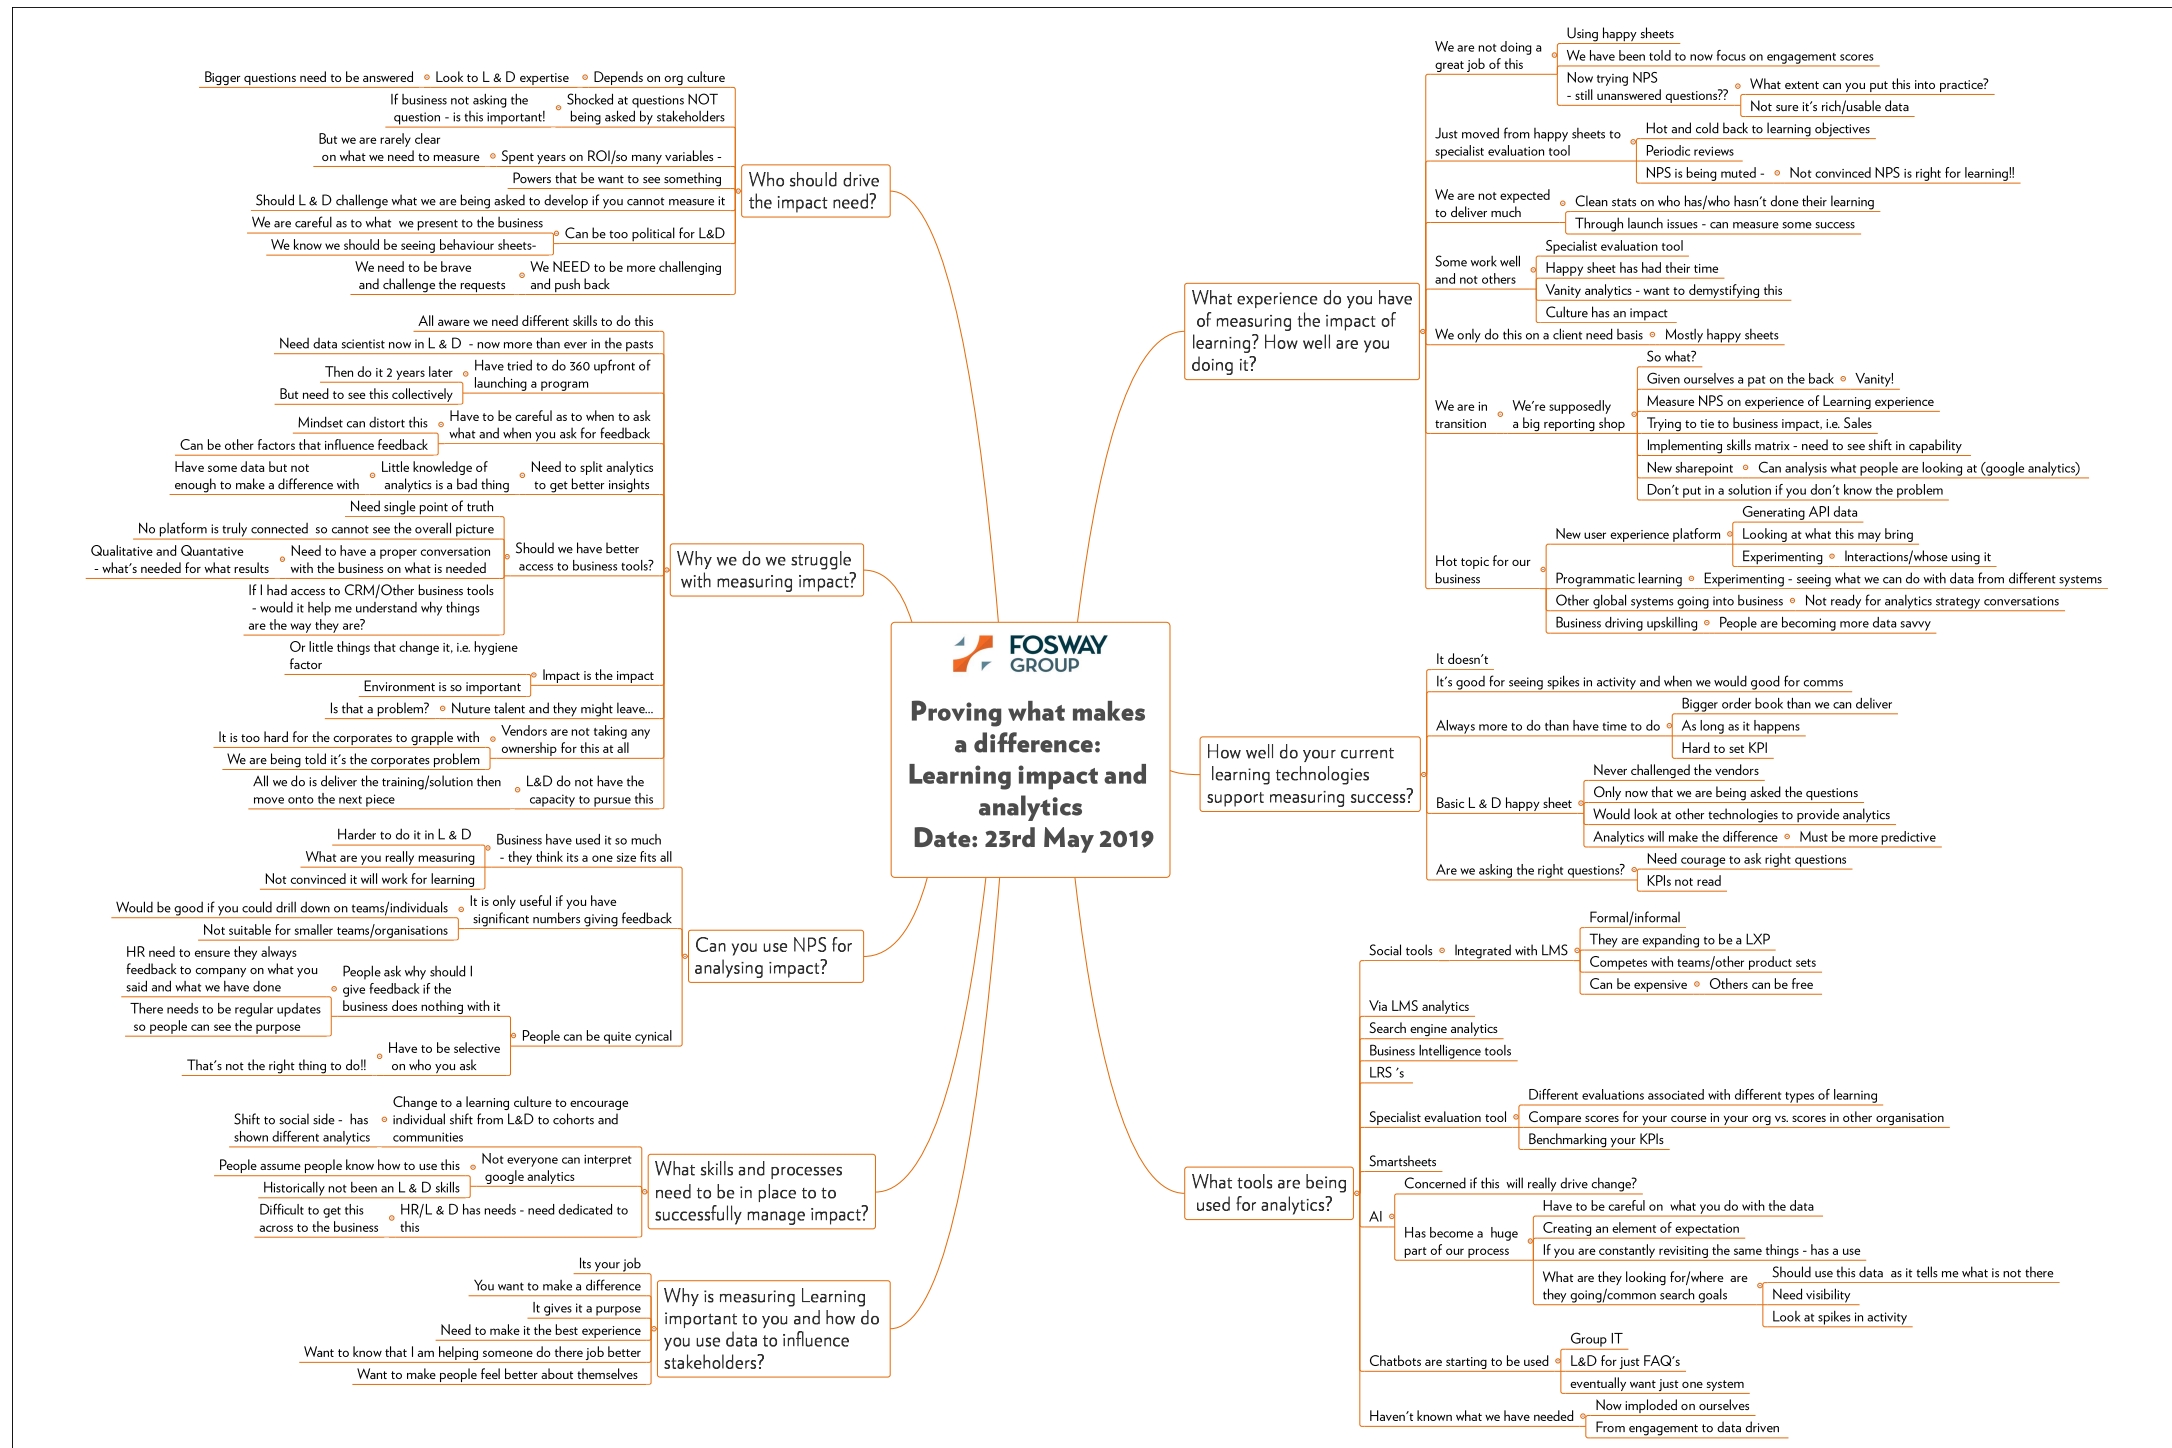 FOSWAY
GROUP
Proving what makes
a difference:
Learning impact and
analytics
Date: 23rd May 2019
What experience do you have
of measuring the impact of
learning? How well are you
doing it?
We are not doing a
great job of this
Using happy sheets
We have been told to now focus on engagement scores
Now trying NPS
- still unanswered questions??
What extent can you put this into practice?
Not sure it's rich/usable data
Just moved from happy sheets to
specialist evaluation tool
Hot and cold back to learning objectives
Periodic reviews
NPS is being muted -
Not convinced NPS is right for learning!!
We are not expected
to deliver much
Clean stats on who has/who hasn't done their learning
Through launch issues - can measure some success
Some work well
and not others
Specialist evaluation tool
Happy sheet has had their time
Vanity analytics - want to demystifying this
Culture has an impact
We only do this on a client need basis
Mostly happy sheets
We are in
transition
We're supposedly
a big reporting shop
So what?
Given ourselves a pat on the back
Vanity!
Measure NPS on experience of Learning experience
Trying to tie to business impact, i.e. Sales
Implementing skills matrix - need to see shift in capability
New sharepoint
Can analysis what people are looking at (google analytics)
Don't put in a solution if you don't know the problem
Hot topic for our
business
New user experience platform
Generating API data
Looking at what this may bring
Experimenting
Interactions/whose using it
Programmatic learning
Experimenting - seeing what we can do with data from different systems
Other global systems going into business
Not ready for analytics strategy conversations
Business driving upskilling
People are becoming more data savvy
How well do your current
learning technologies
support measuring success?
It doesn't
It's good for seeing spikes in activity and when we would good for comms
Always more to do than have time to do
Bigger order book than we can deliver
As long as it happens
Hard to set KPI
Basic L & D happy sheet
Never challenged the vendors
Only now that we are being asked the questions
Would look at other technologies to provide analytics
Analytics will make the difference
Must be more predictive
Are we asking the right questions?
Need courage to ask right questions
KPIs not read
What tools are being
used for analytics?
Social tools
Integrated with LMS
Formal/informal
They are expanding to be a LXP
Competes with teams/other product sets
Can be expensive
Others can be free
Via LMS analytics
Search engine analytics
Business Intelligence tools
LRS 's
Specialist evaluation tool
Different evaluations associated with different types of learning
Compare scores for your course in your org vs. scores in other organisation
Benchmarking your KPIs
Smartsheets
AI
Concerned if this will really drive change?
Has become a huge
part of our process
Have to be careful on what you do with the data
Creating an element of expectation
If you are constantly revisiting the same things - has a use
What are they looking for/where are
they going/common search goals
Should use this data as it tells me what is not there
Need visibility
Look at spikes in activity
Chatbots are starting to be used
Group IT
L&D for just FAQ's
eventually want just one system
Haven't known what we have needed
Now imploded on ourselves
From engagement to data driven
Who should drive
the impact need?
Depends on org culture
Look to L & D expertise
Bigger questions need to be answered
Shocked at questions NOT
being asked by stakeholders
If business not asking the
question - is this important!
Spent years on ROI/so many variables -
But we are rarely clear
on what we need to measure
Powers that be want to see something
Should L & D challenge what we are being asked to develop if you cannot measure it
Can be too political for L&D
We are careful as to what we present to the business
We know we should be seeing behaviour sheets-
We NEED to be more challenging
and push back
We need to be brave
and challenge the requests
Why we do we struggle
with measuring impact?
All aware we need different skills to do this
Need data scientist now in L & D - now more than ever in the pasts
Have tried to do 360 upfront of
launching a program
Then do it 2 years later
But need to see this collectively
Have to be careful as to when to ask
what and when you ask for feedback
Mindset can distort this
Can be other factors that influence feedback
Need to split analytics
to get better insights
Little knowledge of
analytics is a bad thing
Have some data but not
enough to make a difference with
Should we have better
access to business tools?
Need single point of truth
No platform is truly connected so cannot see the overall picture
Need to have a proper conversation
with the business on what is needed
Qualitative and Quantative
- what's needed for what results
If I had access to CRM/Other business tools
- would it help me understand why things
are the way they are?
Impact is the impact
Or little things that change it, i.e. hygiene
factor
Environment is so important
Nuture talent and they might leave...
Is that a problem?
Vendors are not taking any
ownership for this at all
It is too hard for the corporates to grapple with
We are being told it's the corporates problem
L&D do not have the
capacity to pursue this
All we do is deliver the training/solution then
move onto the next piece
Can you use NPS for
analysing impact?
Business have used it so much
- they think its a one size fits all
Harder to do it in L & D
What are you really measuring
Not convinced it will work for learning
It is only useful if you have
significant numbers giving feedback
Would be good if you could drill down on teams/individuals
Not suitable for smaller teams/organisations
People can be quite cynical
People ask why should I
give feedback if the
business does nothing with it
HR need to ensure they always
feedback to company on what you
said and what we have done
There needs to be regular updates
so people can see the purpose
Have to be selective
on who you ask
That's not the right thing to do!!
What skills and processes
need to be in place to to
successfully manage impact?
Change to a learning culture to encourage
individual shift from L&D to cohorts and
communities
Shift to social side - has
shown different analytics
Not everyone can interpret
google analytics
People assume people know how to use this
Historically not been an L & D skills
HR/L & D has needs - need dedicated to
this
Difficult to get this
across to the business
Why is measuring Learning
important to you and how do
you use data to influence
stakeholders?
Its your job
You want to make a difference
It gives it a purpose
Need to make it the best experience
Want to know that I am helping someone do there job better
Want to make people feel better about themselves